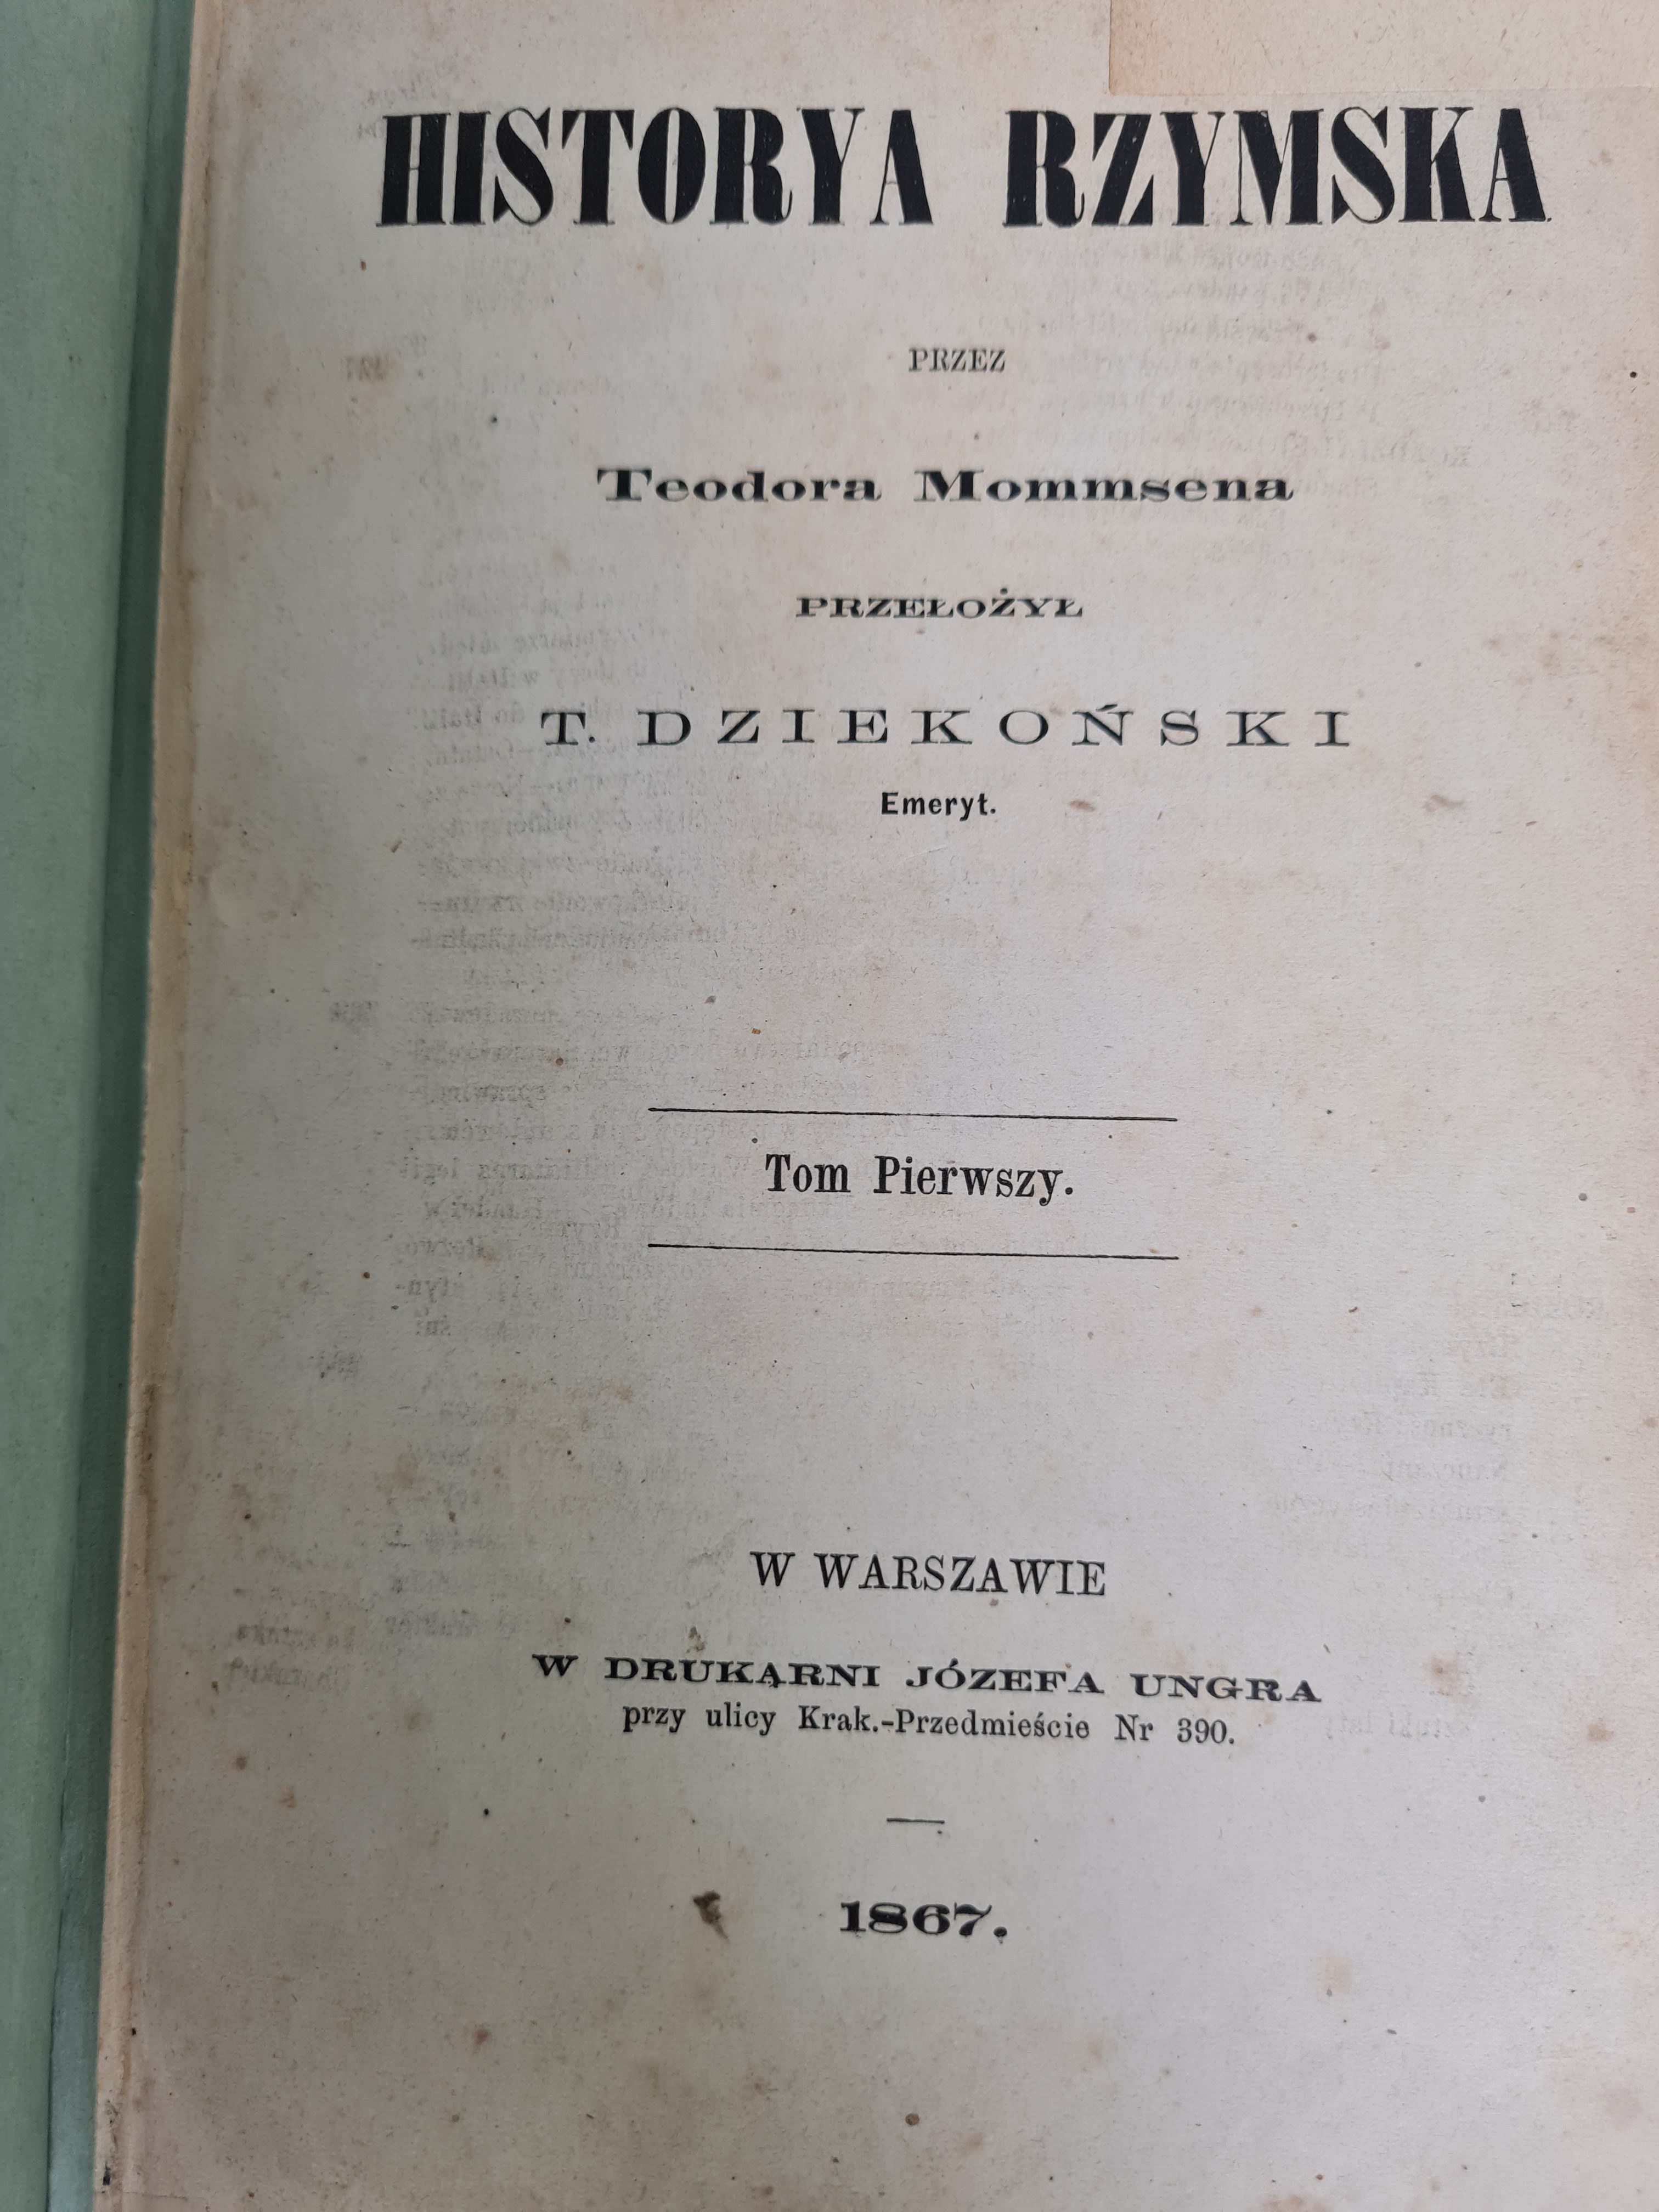 HISTORYA RZYMSKA
PRZEZ
Teodora Mommsena
PRZEŁOŻYŁ
T. DZIEKOŃSKI
Emeryt.
Tom Pierwszy.
W WARSZAWIE
W DRUKARNI JÓZEFA UNGRA
przy ulicy Krak.-Przedmieście Nr 390.
1867.